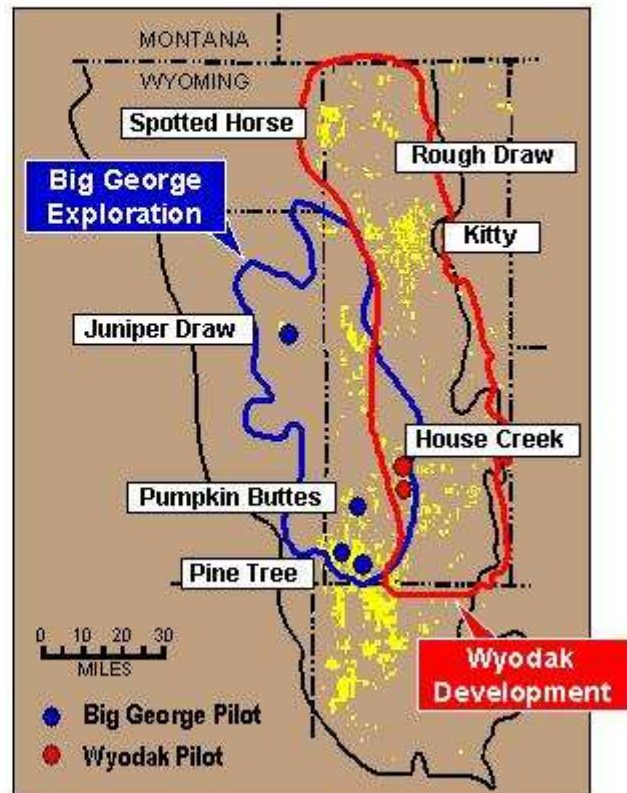 MONTANA
WYOMING
Spotted Horse
Rough Draw
Big George
Exploration
Kitty
Juniper Draw
House Creek
Pumpkin Buttes
Pine Tree
0 10 20 30
MILES
Wyodak
Development
Big George Pilot
Wyodak Pilot